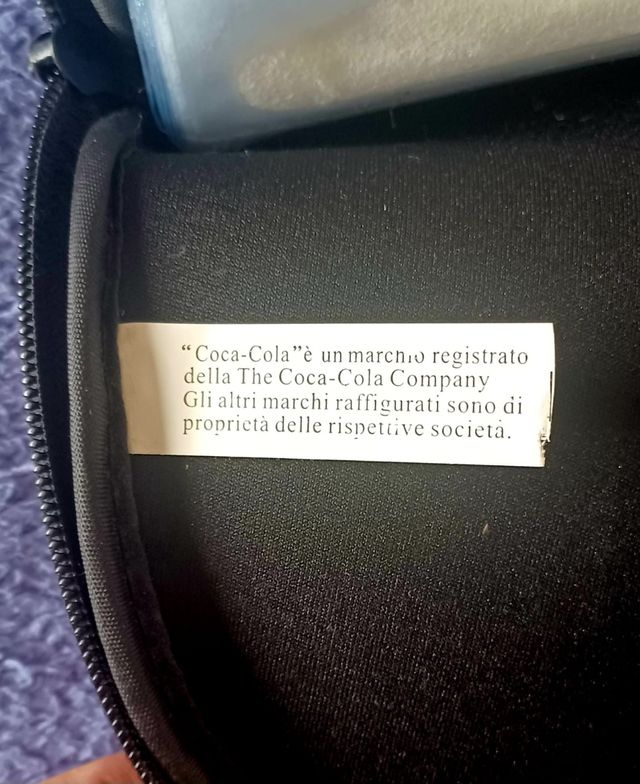 “Coca-Cola”è un marchio registrato
della The Coca-Cola Company
Gli altri marchi raffigurati sono di
proprietà delle rispettive società.